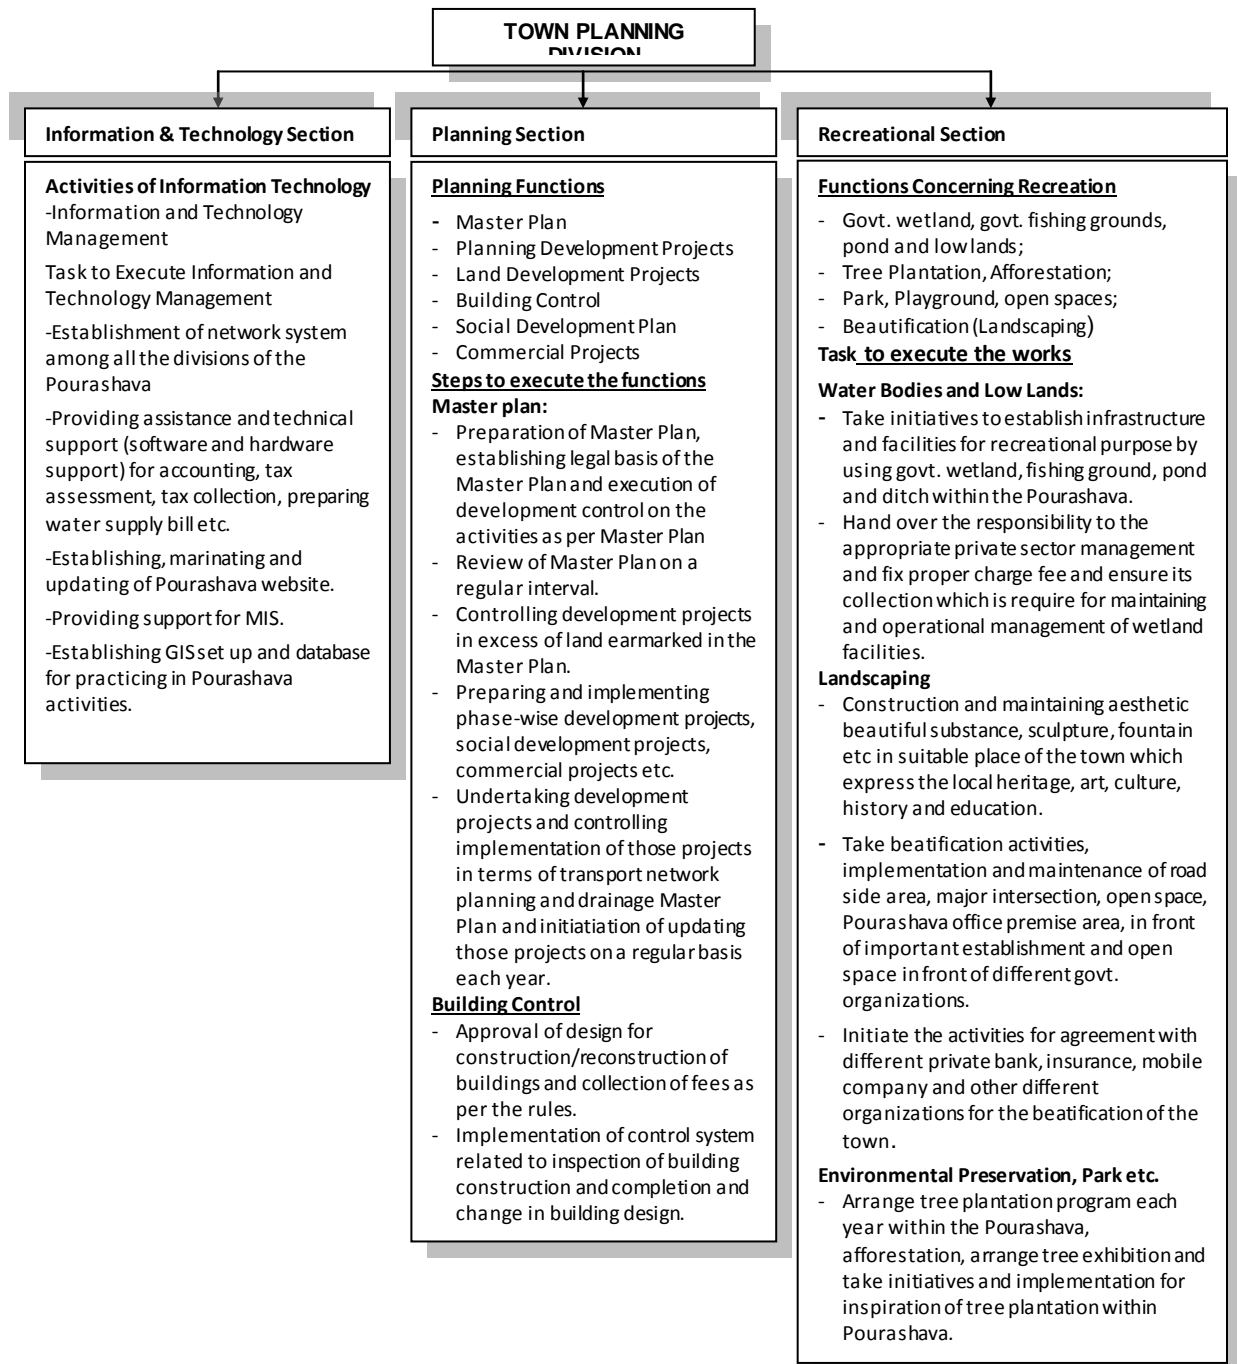 TOWN PLANNING
DIVISION
Information & Technology Section
Activities of Information Technology
-Information and Technology
Management
Task to Execute Information and
Technology Management
-Establishment of network system
among all the divisions of the
Pourashava
-Providing assistance and technical
support (software and hardware
support) for accounting, tax
assessment, tax collection, preparing
water supply bill etc.
-Establishing, marinating and
updating of Pourashava website.
-Providing support for MIS.
-Establishing GIS set up and database
for practicing in Pourashava
activities.
Planning Section
Planning Functions
- Master Plan
- Planning Development Projects
- Land Development Projects
- Building Control
- Social Development Plan
- Commercial Projects
Steps to execute the functions
Master plan:
- Preparation of Master Plan,
establishing legal basis of the
Master Plan and execution of
development control on the
activities as per Master Plan
- Review of Master Plan on a
regular interval.
- Controlling development projects
in excess of land earmarked in the
Master Plan.
- Preparing and implementing
phase-wise development projects,
social development projects,
commercial projects etc.
- Undertaking development
projects and controlling
implementation of those projects
in terms of transport network
planning and drainage Master
Plan and initiatiation of updating
those projects on a regular basis
each year.
Building Control
- Approval of design for
construction/reconstruction of
buildings and collection of fees as
per the rules.
- Implementation of control system
related to inspection of building
construction and completion and
change in building design.
Recreational Section
Functions Concerning Recreation
- Govt. wetland, govt. fishing grounds,
pond and low lands;
- Tree Plantation, Afforestation;
- Park, Playground, open spaces;
- Beautification (Landscaping)
Task to execute the works
Water Bodies and Low Lands:
- Take initiatives to establish infrastructure
and facilities for recreational purpose by
using govt. wetland, fishing ground, pond
and ditch within the Pourashava.
- Hand over the responsibility to the
appropriate private sector management
and fix proper charge fee and ensure its
collection which is require for maintaining
and operational management of wetland
facilities.
Landscaping
- Construction and maintaining aesthetic
beautiful substance, sculpture, fountain
etc in suitable place of the town which
express the local heritage, art, culture,
history and education.
- Take beatification activities,
implementation and maintenance of road
side area, major intersection, open space,
Pourashava office premise area, in front
of important establishment and open
space in front of different govt.
organizations.
- Initiate the activities for agreement with
different private bank, insurance, mobile
company and other different
organizations for the beatification of the
town.
Environmental Preservation, Park etc.
- Arrange tree plantation program each
year within the Pourashava,
afforestation, arrange tree exhibition and
take initiatives and implementation for
inspiration of tree plantation within
Pourashava.